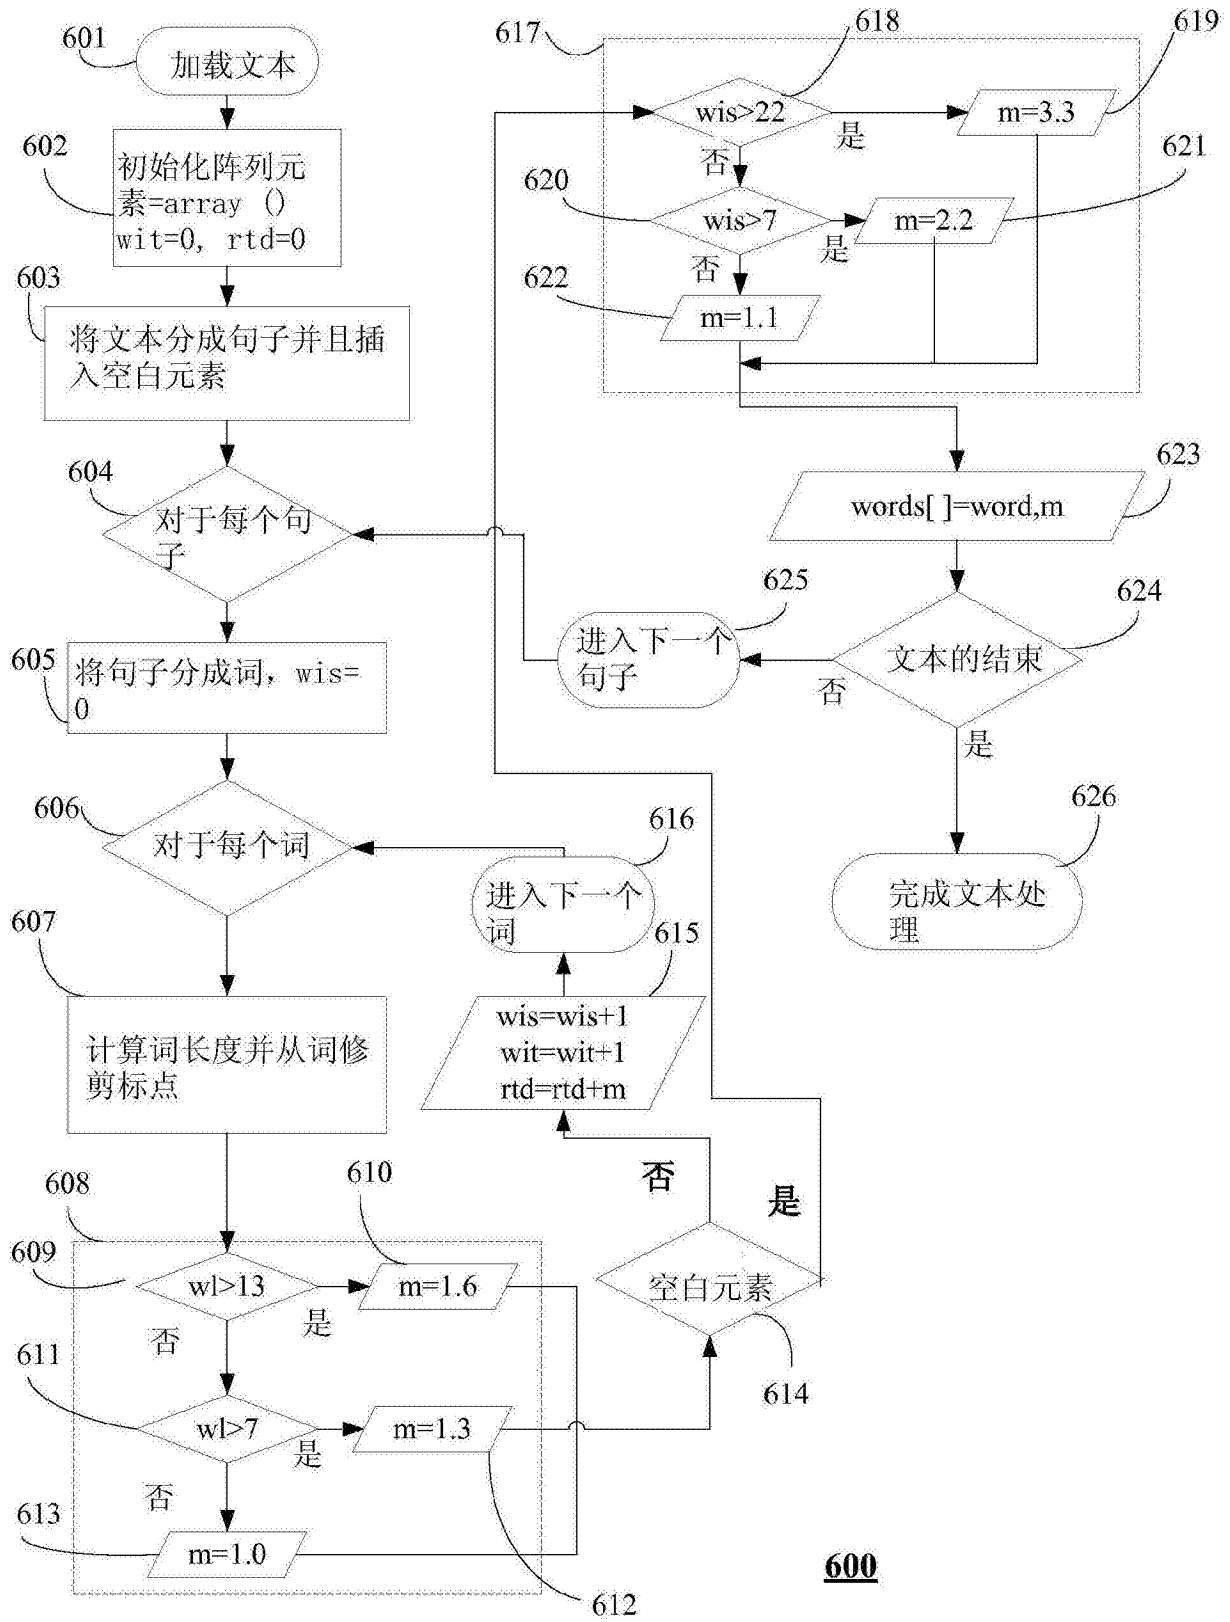 601
加载文本
602
初始化阵列元
素=array ()
wit=0, rtd=0
603
将文本分成句子并且插
入空白元素
604
对于每个句
子
605
将句子分成词, wis=
0
606
对于每个词
607
计算词长度并从词修
剪标点
608
609
wl>13
是
610
m=1.6
否
611
wl>7
是
m=1.3
612
否
613
m=1.0
614
空白元素
否
是
615
wis=wis+1
wit=wit+1
rtd=rtd+m
616
进入下一个
词
617
618
wis>22
是
619
m=3.3
否
620
wis>7
是
621
m=2.2
否
622
m=1.1
623
words[ ]=word,m
624
文本的结束
否
625
进入下一个
句子
是
626
完成文本处
理
600